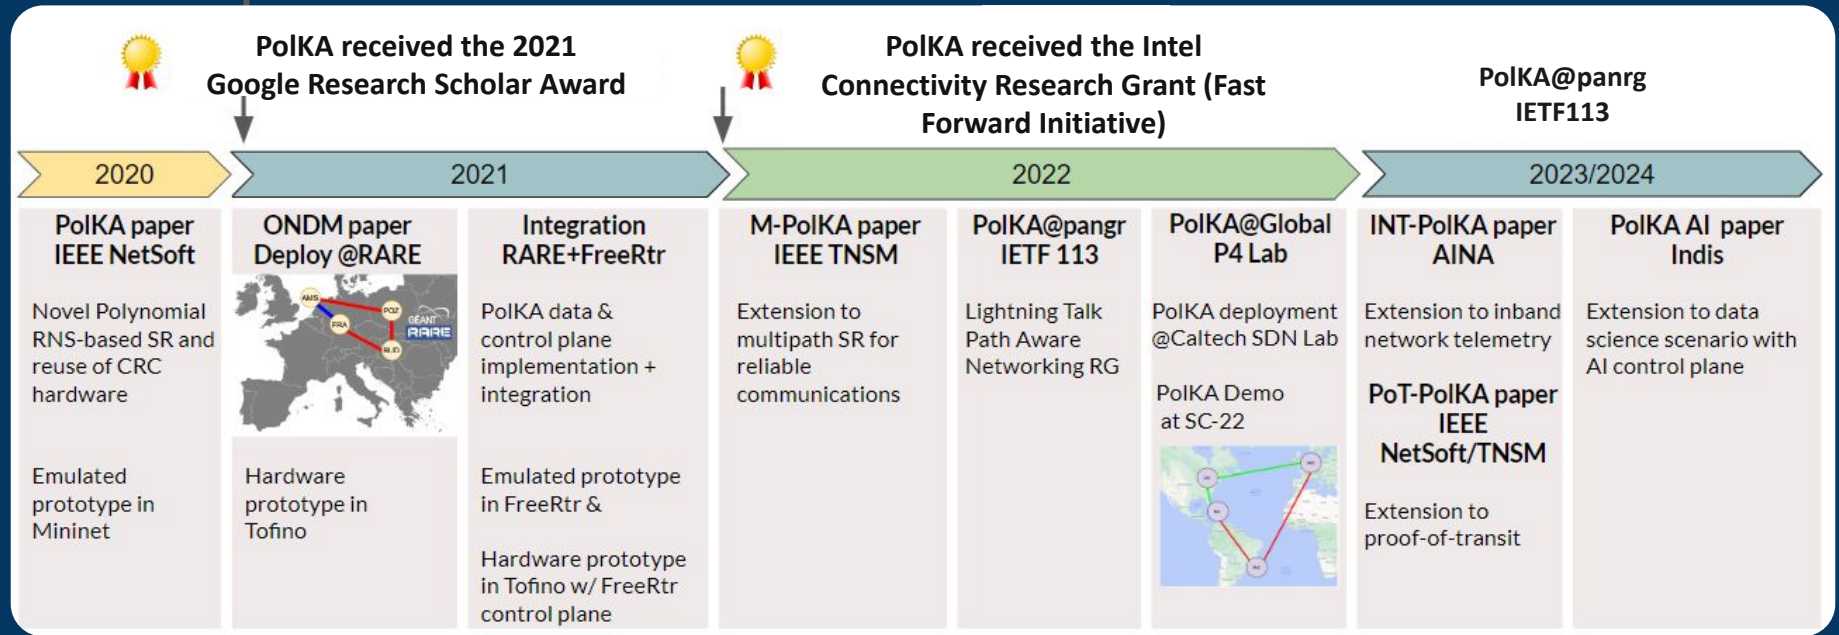 PolKA received the 2021
Google Research Scholar Award
PolKA received the Intel
Connectivity Research Grant (Fast
Forward Initiative)
PolKA@panrg
IETF113
2020
2021
2022
2023/2024
PolKA paper
IEEE NetSoft
Novel Polynomial
RNS-based SR and
reuse of CRC
hardware
Emulated
prototype in
Mininet
ONDM paper
Deploy @RARE
AMS
FRA
POZ
BUD
GÉANT
RARE
Hardware
prototype in
Tofino
Integration
RARE+FreeRtr
PolKA data &
control plane
implementation +
integration
Emulated prototype
in FreeRtr &
Hardware prototype
in Tofino w/ FreeRtr
control plane
M-PolKA paper
IEEE TNSM
Extension to
multipath SR for
reliable
communications
PolKA@pangr
IETF 113
Lightning Talk
Path Aware
Networking RG
PolKA@Global
P4 Lab
PolKA deployment
@Caltech SDN Lab
PolKA Demo
at SC-22
INT-PolKA paper
AINA
Extension to inband
network telemetry
PoT-PolKA paper
IEEE
NetSoft/TNSM
Extension to
proof-of-transit
PolKA AI paper
Indis
Extension to data
science scenario with
AI control plane